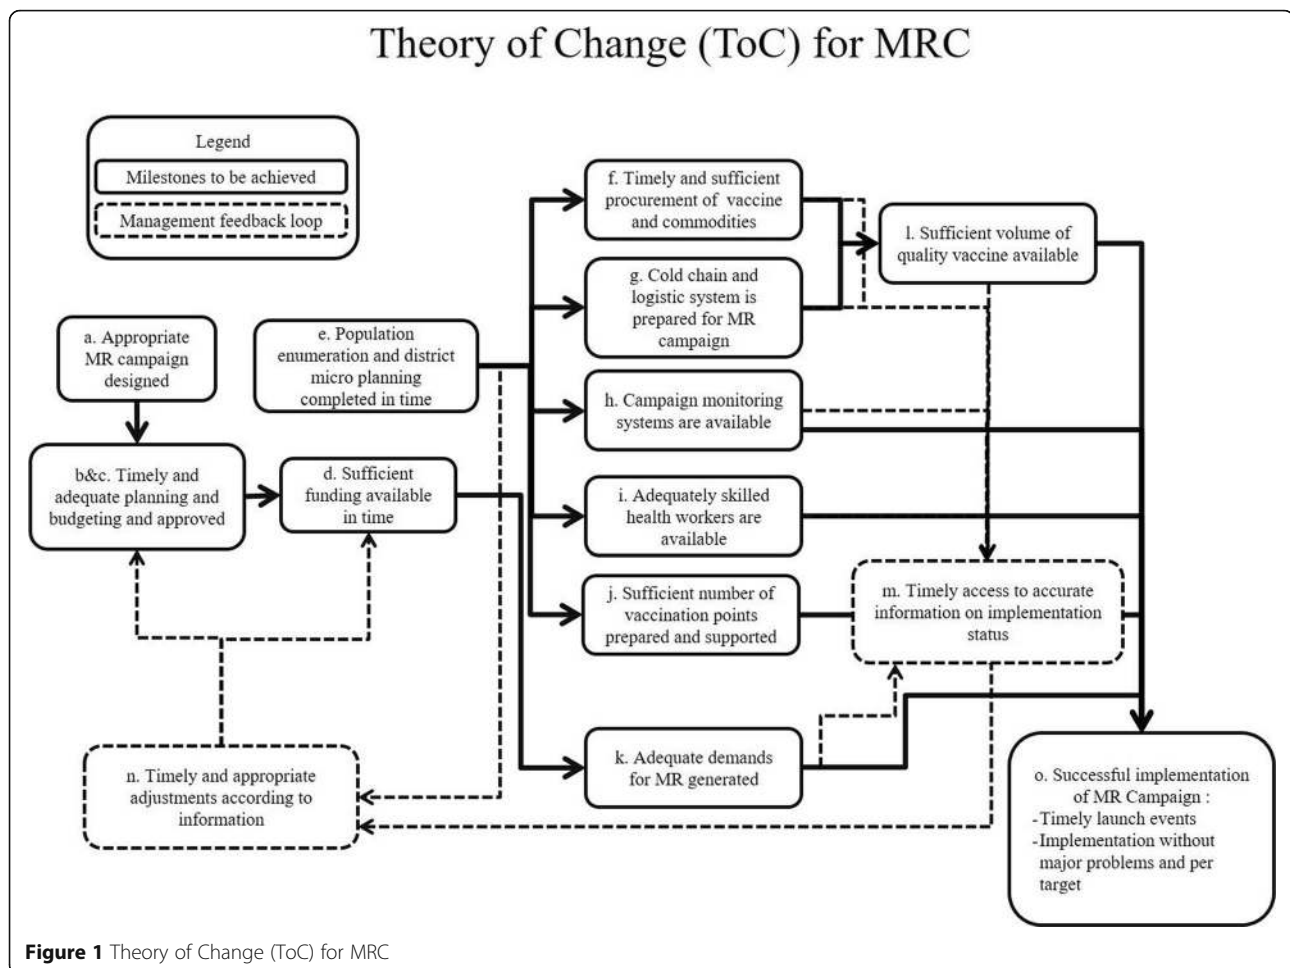 Theory of Change (ToC) for MRC
Legend
Milestones to be achieved
Management feedback loop
a. Appropriate
MR campaign
designed
b&c. Timely and
adequate planning and
budgeting and approved
d. Sufficient
funding available
in time
e. Population
enumeration and district
micro planning
completed in time
f. Timely and sufficient
procurement of vaccine
and commodities
g. Cold chain and
logistic system is
prepared for MR
campaign
h. Campaign monitoring
systems are available
i. Adequately skilled
health workers are
available
j. Sufficient number of
vaccination points
prepared and supported
k. Adequate demands
for MR generated
l. Sufficient volume of
quality vaccine available
m. Timely access to accurate
information on implementation
status
n. Timely and appropriate
adjustments according to
information
o. Successful implementation
of MR Campaign :
-Timely launch events
-Implementation without
major problems and per
target
Figure 1 Theory of Change (ToC) for MRC